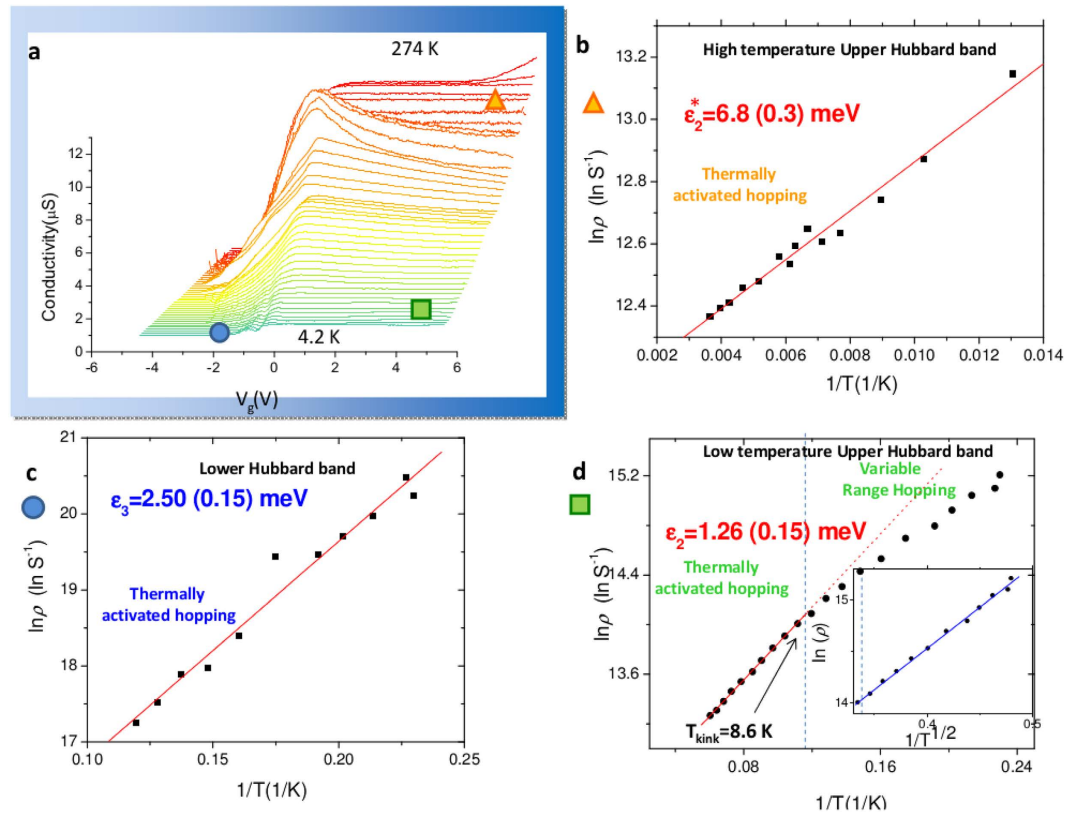 a
274 K
Conductivity(μS)
12
10
8
6
4
2
0
4.2 K
-6
-4
-2
0
2
4
6
Vg(V)
b
High temperature Upper Hubbard band
ε2*=6.8 (0.3) meV
Thermally
activated hopping
lnρ (ln S-1)
13.2
13.0
12.8
12.6
12.4
0.002
0.004
0.006
0.008
0.010
0.012
0.014
1/T(1/K)
c
Lower Hubbard band
ε3=2.50 (0.15) meV
Thermally
activated hopping
lnρ (ln S-1)
21
20
19
18
17
0.10
0.15
0.20
0.25
1/T(1/K)
d
Low temperature Upper Hubbard band
Variable
Range Hopping
ε2=1.26 (0.15) meV
Thermally
activated hopping
lnρ (ln S-1)
15.2
14.4
13.6
Tkink=8.6 K
ln (ρ)
15
14
0.4
0.5
1/T1/2
0.08
0.16
0.24
1/T(1/K)